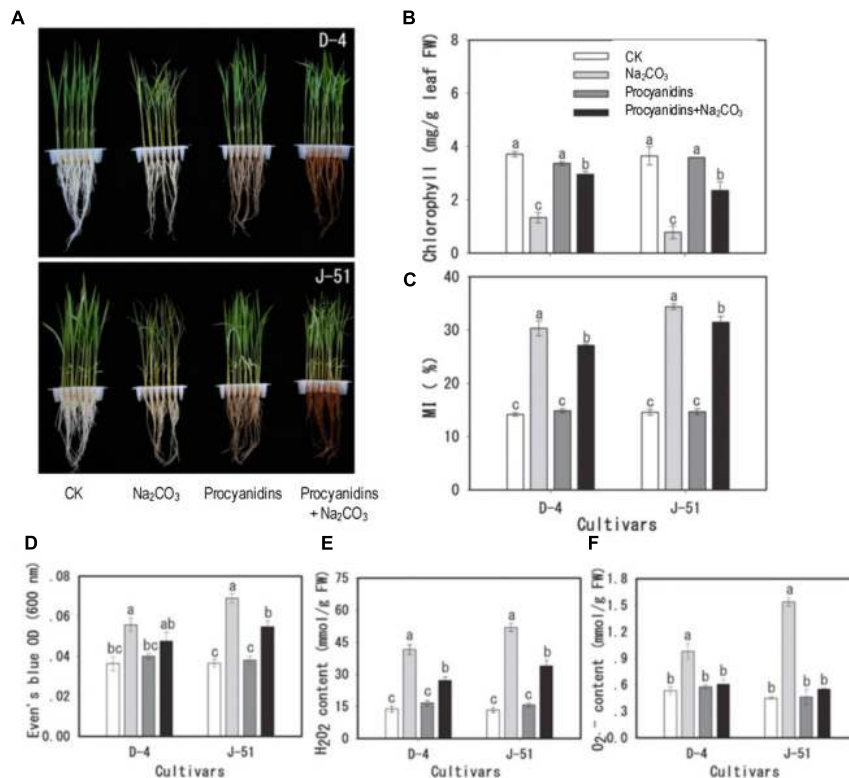 A
D-4
J-51
CK
Na₂CO₃
Procyanidins
Procyanidins
+ Na₂CO₃
B
Chlorophyll (mg/g leaf FW)
8
6
4
2
0
CK
Na₂CO₃
Procyanidins
Procyanidins+Na₂CO₃
a
c
a
b
a
c
a
b
C
MI ( %)
40
30
20
10
0
c
a
c
b
c
a
c
b
D-4
J-51
Cultivars
D
Even's blue OD (600 nm)
.08
.06
.04
.02
0.00
bc
a
bc
ab
c
a
c
b
D-4
J-51
Cultivars
E
H₂O₂ content (mmol/g FW)
75
60
45
30
15
0
c
a
c
b
c
a
c
b
D-4
J-51
Cultivars
F
O₂·⁻ content (mmol/g FW)
1.8
1.5
1.2
.9
.6
.3
0.0
b
a
b
b
b
a
b
b
D-4
J-51
Cultivars